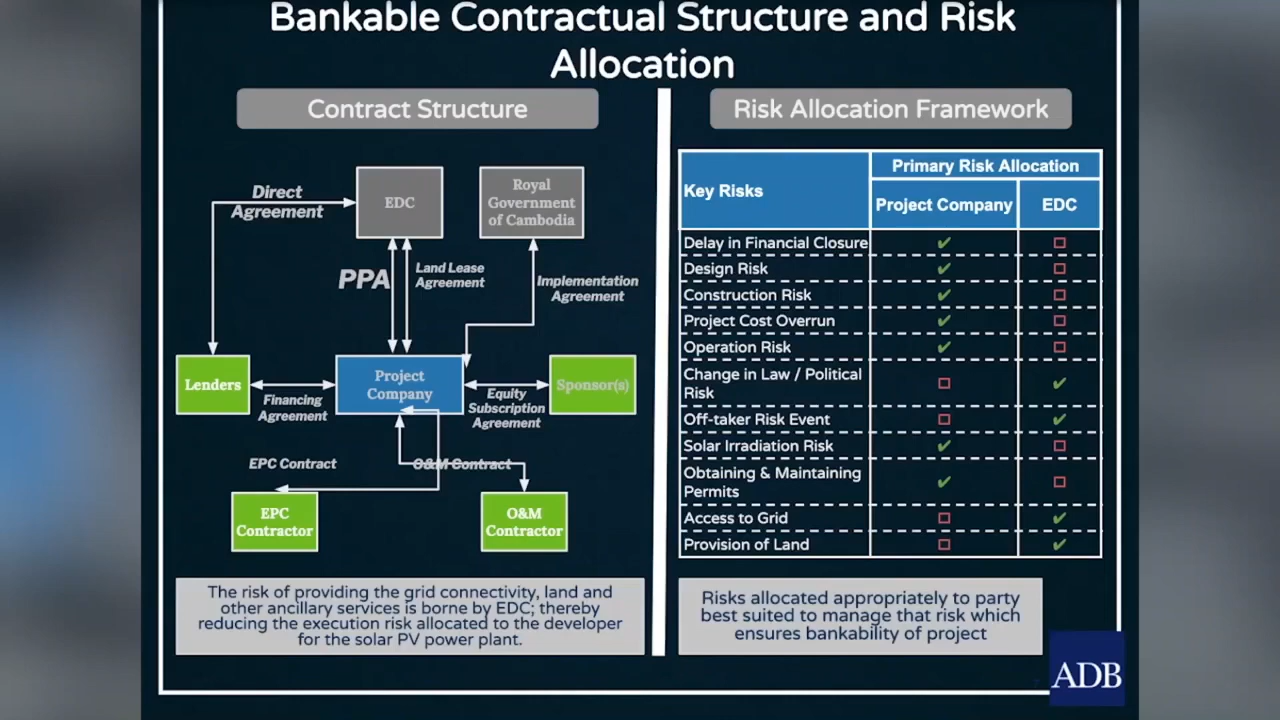 Bankable Contractual Structure and Risk
Allocation
Contract Structure
Direct
Agreement
EDC
Royal
Government
of Cambodia
PPA
Land Lease
Agreement
Implementation
Agreement
Lenders
Financing
Agreement
Project
Company
Equity
Subscription
Agreement
Sponsor(s)
EPC Contract
O&M Contract
EPC
Contractor
O&M
Contractor
The risk of providing the grid connectivity, land and
other ancillary services is borne by EDC; thereby
reducing the execution risk allocated to the developer
for the solar PV power plant.
Risk Allocation Framework
Key Risks
Primary Risk Allocation
Project Company
EDC
Delay in Financial Closure
Design Risk
Construction Risk
Project Cost Overrun
Operation Risk
Change in Law / Political
Risk
Off-taker Risk Event
Solar Irradiation Risk
Obtaining & Maintaining
Permits
Access to Grid
Provision of Land
Risks allocated appropriately to party
best suited to manage that risk which
ensures bankability of project
ADB